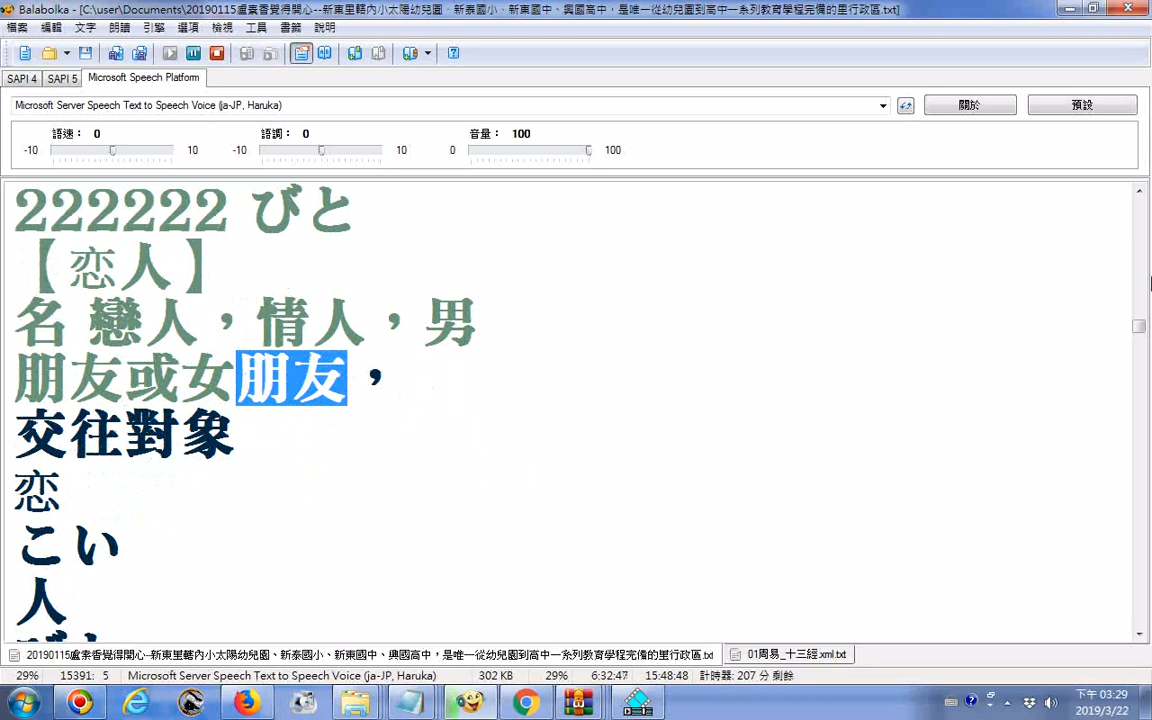 Balabolka - [C:\user\Documents\20190115盧素香覺得開心--新東里轄內小太陽幼兒園、新泰國小、新東國中、興國高中，是唯一從幼兒園到高中一系列教育學程完備的里行政區.txt]
檔案 編輯 文字 朗讀 引擎 選項 工具 書籤 說明
SAPI 4 SAPI 5 Microsoft Speech Platform
Microsoft Server Speech Text to Speech Voice (ja-JP, Haruka) 關於 預設
語速： 0 語調： 0 音量： 100
-10 10 -10 10 0 100
222222 びと
【恋人】
名 戀人，情人，男
朋友或女朋友，
交往對象
恋
こい
人
びと
20190115盧素香覺得開心--新東里轄內小太陽幼兒園、新泰國小、新東國中、興國高中，是唯一從幼兒園到高中一系列教育學程完備的里行政區.txt 01周易_十三經.xml.txt
29% 15391: 5 Microsoft Server Speech Text to Speech Voice (ja-JP, Haruka) 302 KB 29% 6:32:47 15:48:48 計時器: 207 分 剩餘
下午 03:29
2019/3/22